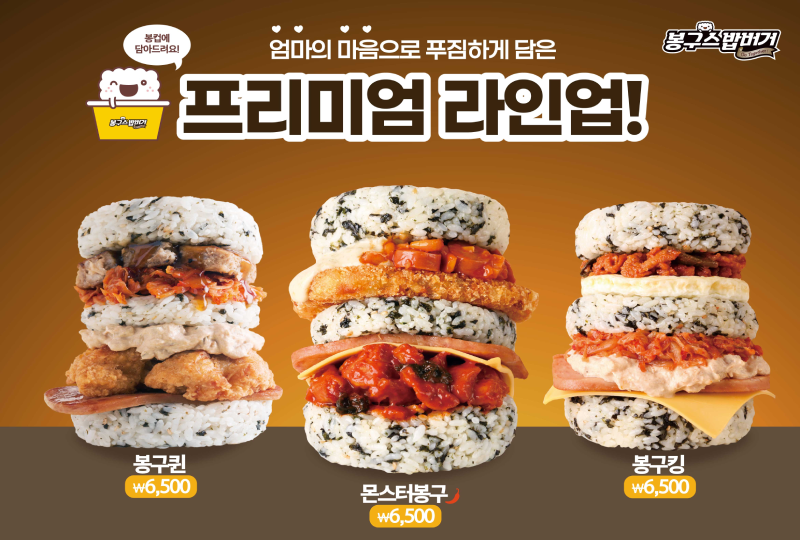 봉컵에
담아드려요!
엄마의 마음으로 푸짐하게 담은
프리미엄 라인업!
봉구스밥버거
봉구스밥버거
봉구퀸
₩6,500
몬스터봉구
₩6,500
봉구킹
₩6,500